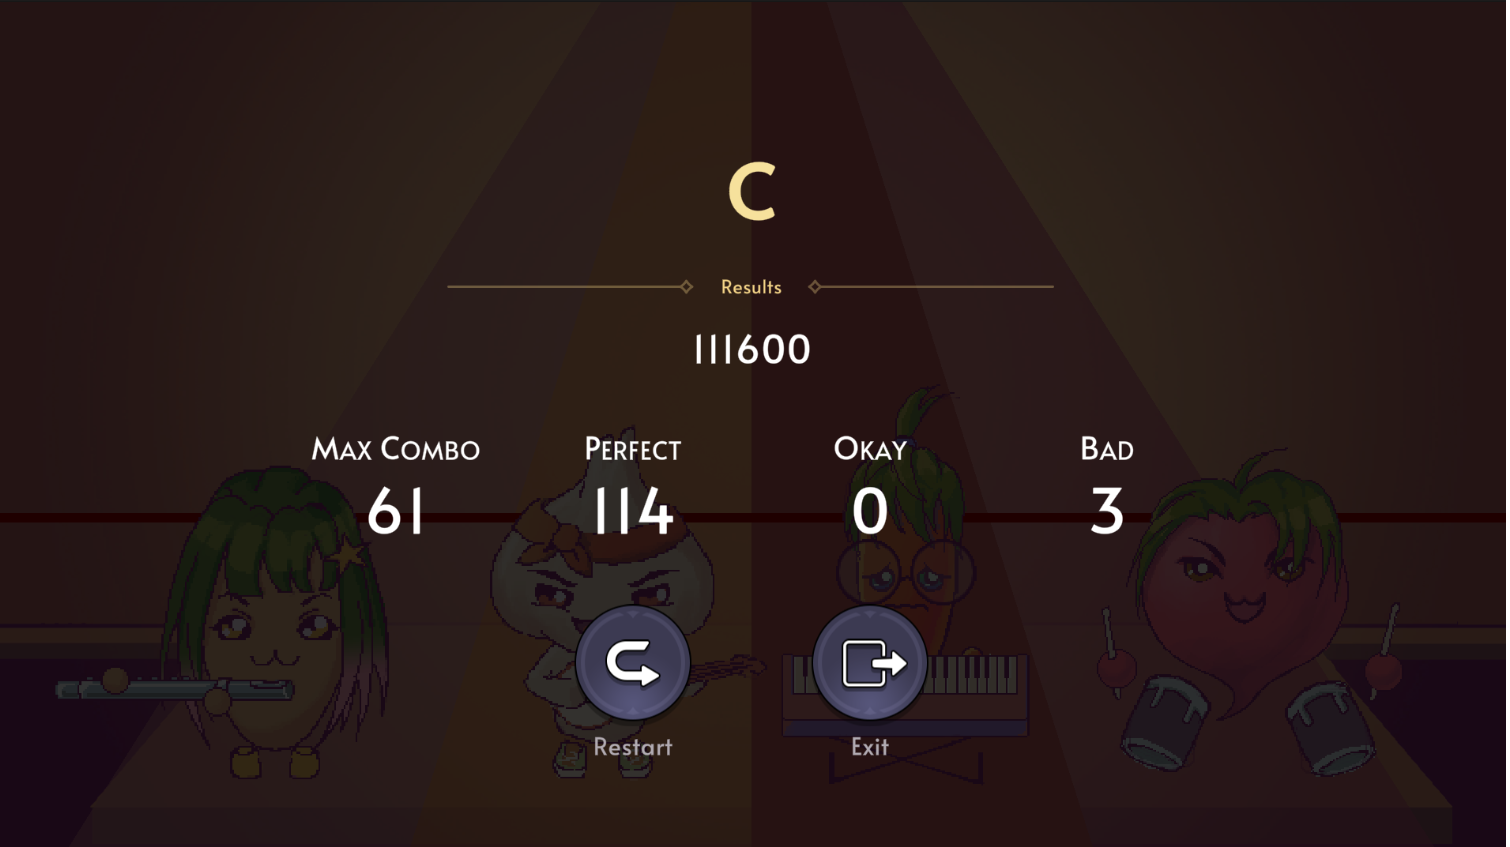 C
Results
111600
Max Combo Perfect Okay Bad
61 114 0 3
Restart Exit